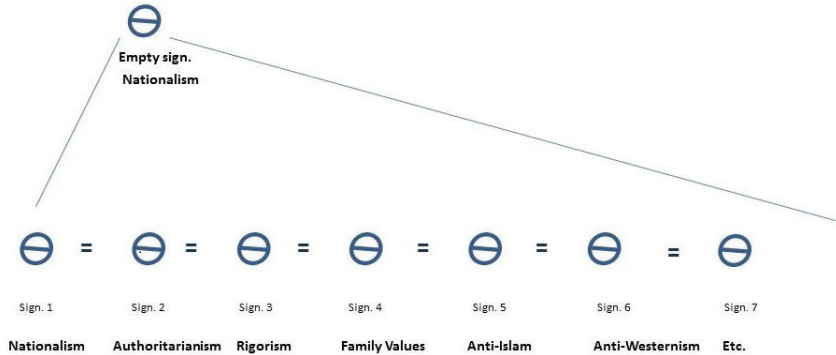 Empty sign.
Nationalism
= = = = = =
Sign. 1 Sign. 2 Sign. 3 Sign. 4 Sign. 5 Sign. 6 Sign. 7
Nationalism Authoritarianism Rigorism Family Values Anti-Islam Anti-Westernism Etc.